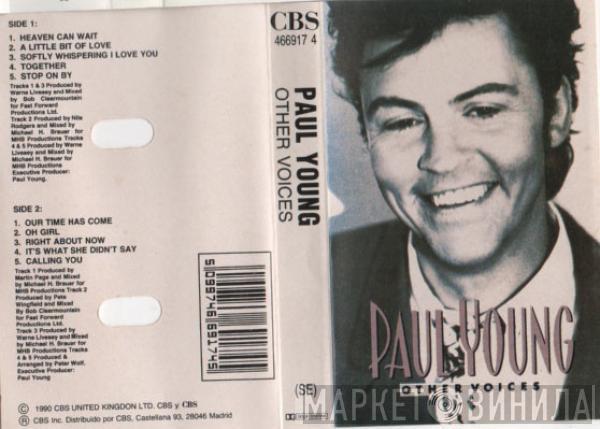 SIDE 1:
1. HEAVEN CAN WAIT
2. A LITTLE BIT OF LOVE
3. SOFTLY WHISPERING I LOVE YOU
4. TOGETHER
5. STOP ON BY
Tracks 1 & 3 Produced by
Warne Livesey and Mixed
by Bob Clearmountain
for Fast Forward
Productions Ltd.
Track 2 Produced by Nile
Rodgers and Mixed by
Michael H. Brauer for
MHB Productions Tracks
4 & 5 Produced by Warne
Livesey and Mixed by
Michael H. Brauer for
MHB Productions
Executive Producer:
Paul Young.
SIDE 2:
1. OUR TIME HAS COME
2. OH GIRL
3. RIGHT ABOUT NOW
4. IT'S WHAT SHE DIDN'T SAY
5. CALLING YOU
Track 1 Produced by
Martin Page and Mixed
by Michael H. Brauer for
MHB Productions Track 2
Produced by Pete
Wingfield and Mixed
By Bob Clearmountain
for Fast Forward
Productions Ltd.
Track 3 Produced by
Warne Livesey and Mixed
by Michael H. Brauer for
MHB Productions Tracks
4 & 5 Produced &
Arranged by Peter Wolf.
Executive Producer:
Paul Young
© 1990 CBS UNITED KINGDOM LTD. CBS y CBS
® CBS Inc. Distribuido por CBS, Castellana 93, 28046 Madrid
5 099746 691745
CBS
466917 4
PAUL YOUNG
OTHER VOICES
(SE)
PAUL YOUNG
OTHER VOICES
МАРКЕТ ВИНИЛА